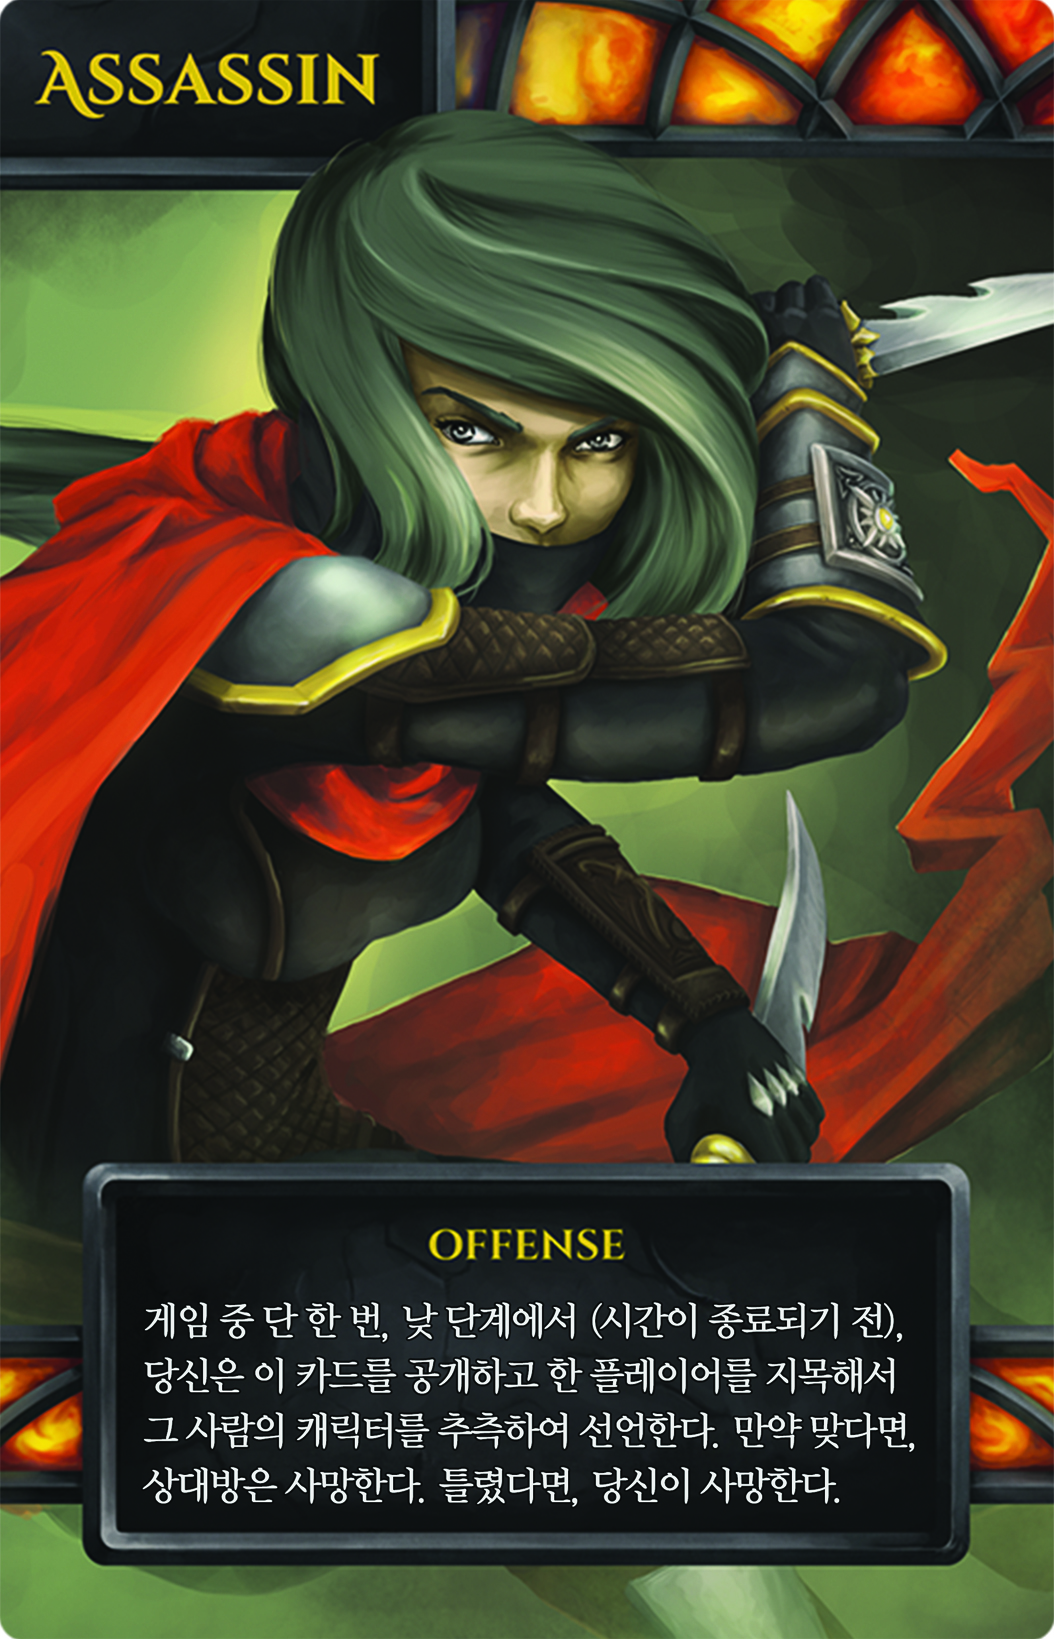 ASSASSIN
OFFENSE
게임 중 단 한 번, 낮 단계에서 (시간이 종료되기 전),
당신은 이 카드를 공개하고 한 플레이어를 지목해서
그 사람의 캐릭터를 추측하여 선언한다. 만약 맞다면,
상대방은 사망한다. 틀렸다면, 당신이 사망한다.